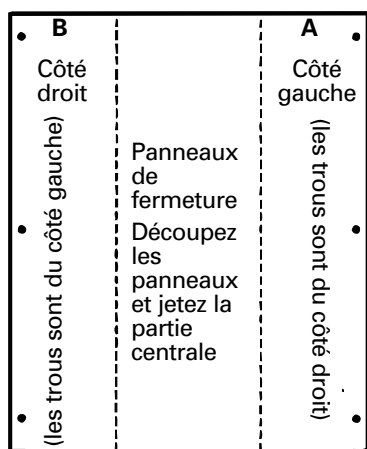 B
Côté
droit
(les trous sont du côté gauche)
Panneaux
de
fermeture
Découpez
les
panneaux
et jetez la
partie
centrale
A
Côté
gauche
(les trous sont du côté droit)